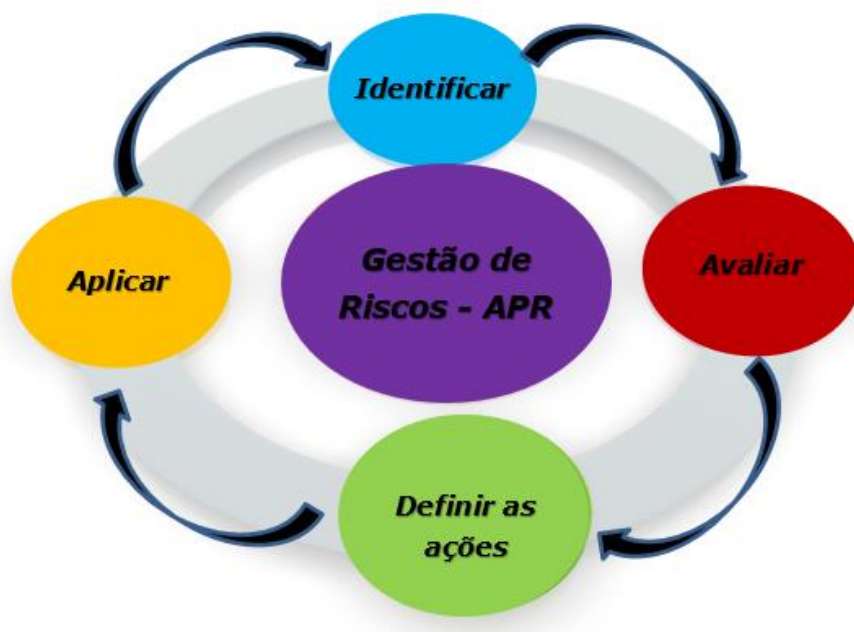 Identificar
Avaliar
Gestão de
Riscos - APR
Aplicar
Definir as
ações